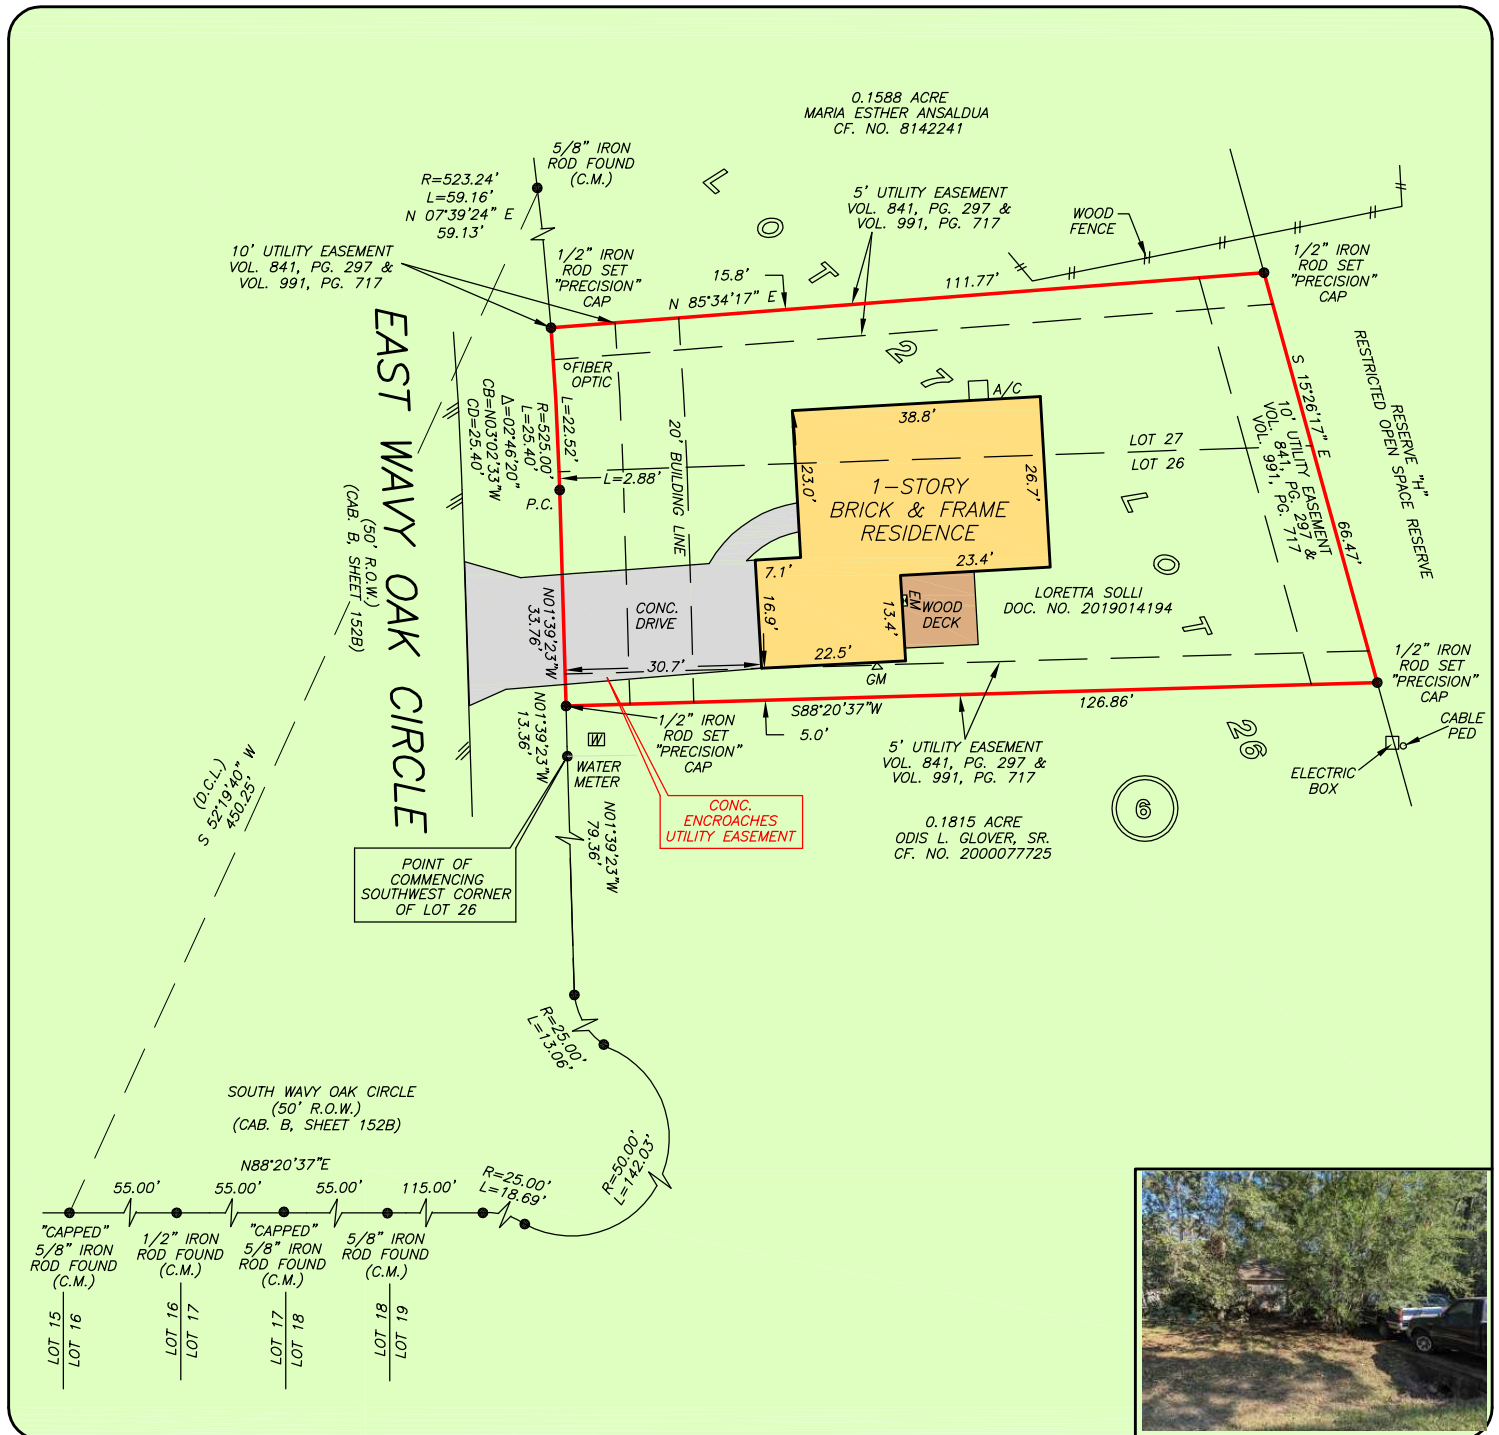 0.1588 ACRE
MARIA ESTHER ANSALDUA
CF. NO. 8142241
5/8" IRON
ROD FOUND
(C.M.)
R=523.24'
L=59.16'
N 07°39'24" E
59.13'
10' UTILITY EASEMENT
VOL. 841, PG. 297 &
VOL. 991, PG. 717
1/2" IRON
ROD SET
"PRECISION"
CAP
L O T
5' UTILITY EASEMENT
VOL. 841, PG. 297 &
VOL. 991, PG. 717
WOOD
FENCE
1/2" IRON
ROD SET
"PRECISION"
CAP
15.8'
N 85°34'17" E
111.77'
27
EAST WAVY OAK CIRCLE
(50' R.O.W.)
(CAB. B, SHEET 152B)
FIBER
OPTIC
L=22.52'
R=525.00'
L=25.40'
Δ=02°46'20"
CB=N03°02'33"W
CD=25.40'
L=2.88'
P.C.
20' BUILDING LINE
A/C
38.8'
23.0'
26.7'
1-STORY
BRICK & FRAME
RESIDENCE
23.4'
7.1'
16.9'
13.4'
22.5'
EM
WOOD
DECK
GM
LOT 27
LOT 26
S 15°26'17" E
66.47'
10' UTILITY EASEMENT
VOL. 841, PG. 297 &
VOL. 991, PG. 717
RESERVE "H"
RESTRICTED OPEN SPACE RESERVE
L O T
26
LORETTA SOLLI
DOC. NO. 2019014194
CONC.
DRIVE
30.7'
N01°39'23"W
33.76'
N01°39'23"W
13.36'
1/2" IRON
ROD SET
"PRECISION"
CAP
S88°20'37"W
126.86'
5.0'
5' UTILITY EASEMENT
VOL. 841, PG. 297 &
VOL. 991, PG. 717
1/2" IRON
ROD SET
"PRECISION"
CAP
CABLE
PED
ELECTRIC
BOX
6
0.1815 ACRE
ODIS L. GLOVER, SR.
CF. NO. 2000077725
W
WATER
METER
CONC.
ENCROACHES
UTILITY EASEMENT
N01°39'23"W
79.36'
(D.C.L.)
S 52°19'40" W
450.25'
POINT OF
COMMENCING
SOUTHWEST CORNER
OF LOT 26
R=25.00'
L=13.06'
R=50.00'
L=142.03'
R=25.00'
L=18.69'
SOUTH WAVY OAK CIRCLE
(50' R.O.W.)
(CAB. B, SHEET 152B)
N88°20'37"E
55.00' 55.00' 55.00' 115.00'
"CAPPED"
5/8" IRON
ROD FOUND
(C.M.)
1/2" IRON
ROD FOUND
(C.M.)
"CAPPED"
5/8" IRON
ROD FOUND
(C.M.)
5/8" IRON
ROD FOUND
(C.M.)
LOT 15
LOT 16
LOT 16
LOT 17
LOT 17
LOT 18
LOT 18
LOT 19